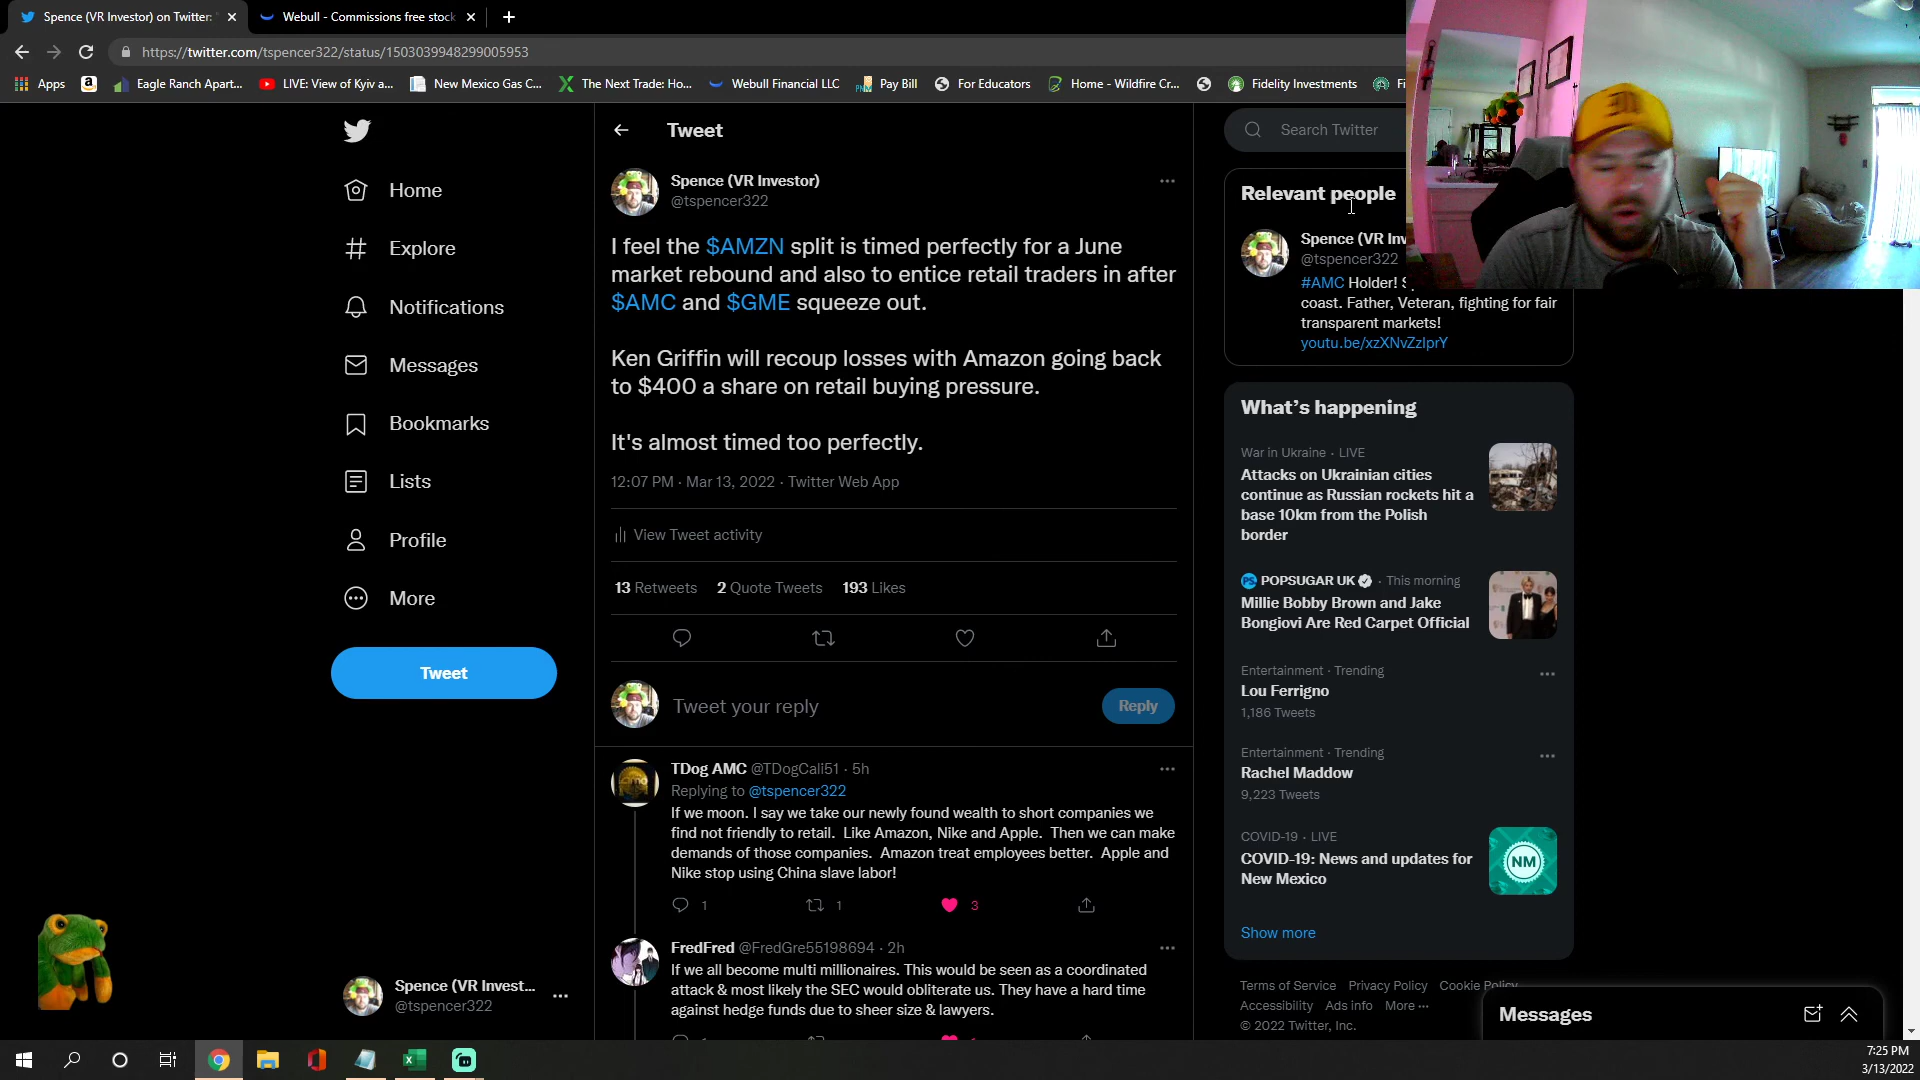 Spence (VR Investor) on Twitter:
Webull - Commissions free stock
https://twitter.com/tspencer322/status/1503039948299005953
Apps
Eagle Ranch Apart...
LIVE: View of Kyiv a...
New Mexico Gas C...
The Next Trade: Ho...
Webull Financial LLC
Pay Bill
For Educators
Home - Wildfire Cr...
Fidelity Investments
Home
Explore
Notifications
Messages
Bookmarks
Lists
Profile
More
Tweet
Spence (VR Invest...
@tspencer322
Tweet
Spence (VR Investor)
@tspencer322
I feel the $AMZN split is timed perfectly for a June
market rebound and also to entice retail traders in after
$AMC and $GME squeeze out.
Ken Griffin will recoup losses with Amazon going back
to $400 a share on retail buying pressure.
It's almost timed too perfectly.
12:07 PM · Mar 13, 2022 · Twitter Web App
View Tweet activity
13 Retweets 2 Quote Tweets 193 Likes
Tweet your reply
Reply
TDog AMC @TDogCali51 · 5h
Replying to @tspencer322
If we moon. I say we take our newly found wealth to short companies we
find not friendly to retail. Like Amazon, Nike and Apple. Then we can make
demands of those companies. Amazon treat employees better. Apple and
Nike stop using China slave labor!
1 1 3
FredFred @FredGre55198694 · 2h
If we all become multi millionaires. This would be seen as a coordinated
attack & most likely the SEC would obliterate us. They have a hard time
against hedge funds due to sheer size & lawyers.
Search Twitter
Relevant people
Spence (VR Inv
@tspencer322
#AMC Holder! S
coast. Father, Veteran, fighting for fair
transparent markets!
youtu.be/xzXNvZzIprY
What's happening
War in Ukraine · LIVE
Attacks on Ukrainian cities
continue as Russian rockets hit a
base 10km from the Polish
border
POPSUGAR UK · This morning
Millie Bobby Brown and Jake
Bongiovi Are Red Carpet Official
Entertainment · Trending
Lou Ferrigno
1,186 Tweets
Entertainment · Trending
Rachel Maddow
9,223 Tweets
COVID-19 · LIVE
COVID-19: News and updates for
New Mexico
NM
Show more
Terms of Service Privacy Policy Cookie Policy
Accessibility Ads info More ···
© 2022 Twitter, Inc.
Messages
7:25 PM
3/13/2022